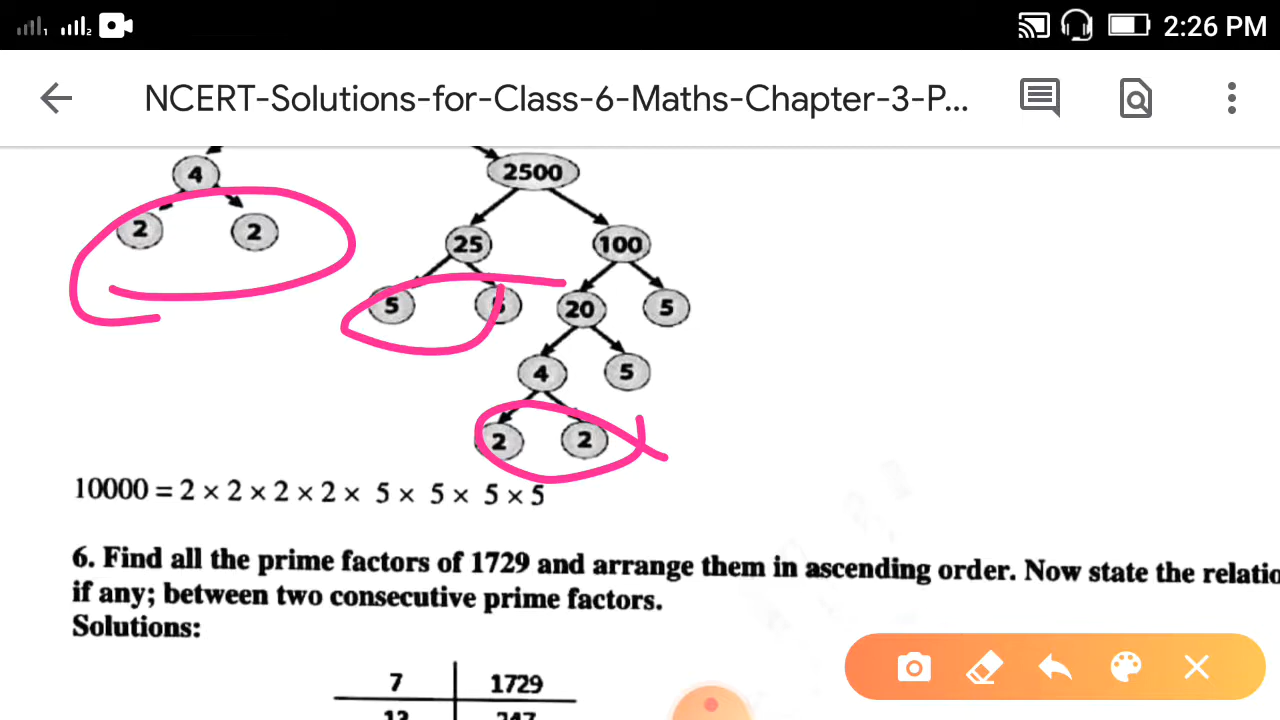 2:26 PM
NCERT-Solutions-for-Class-6-Maths-Chapter-3-P...
4 2500
2 2 25 100
5 5 20 5
4 5
2 2
10000 = 2 × 2 × 2 × 2 × 5 × 5 × 5 × 5
6. Find all the prime factors of 1729 and arrange them in ascending order. Now state the relatio
if any; between two consecutive prime factors.
Solutions:
7 1729
13 247